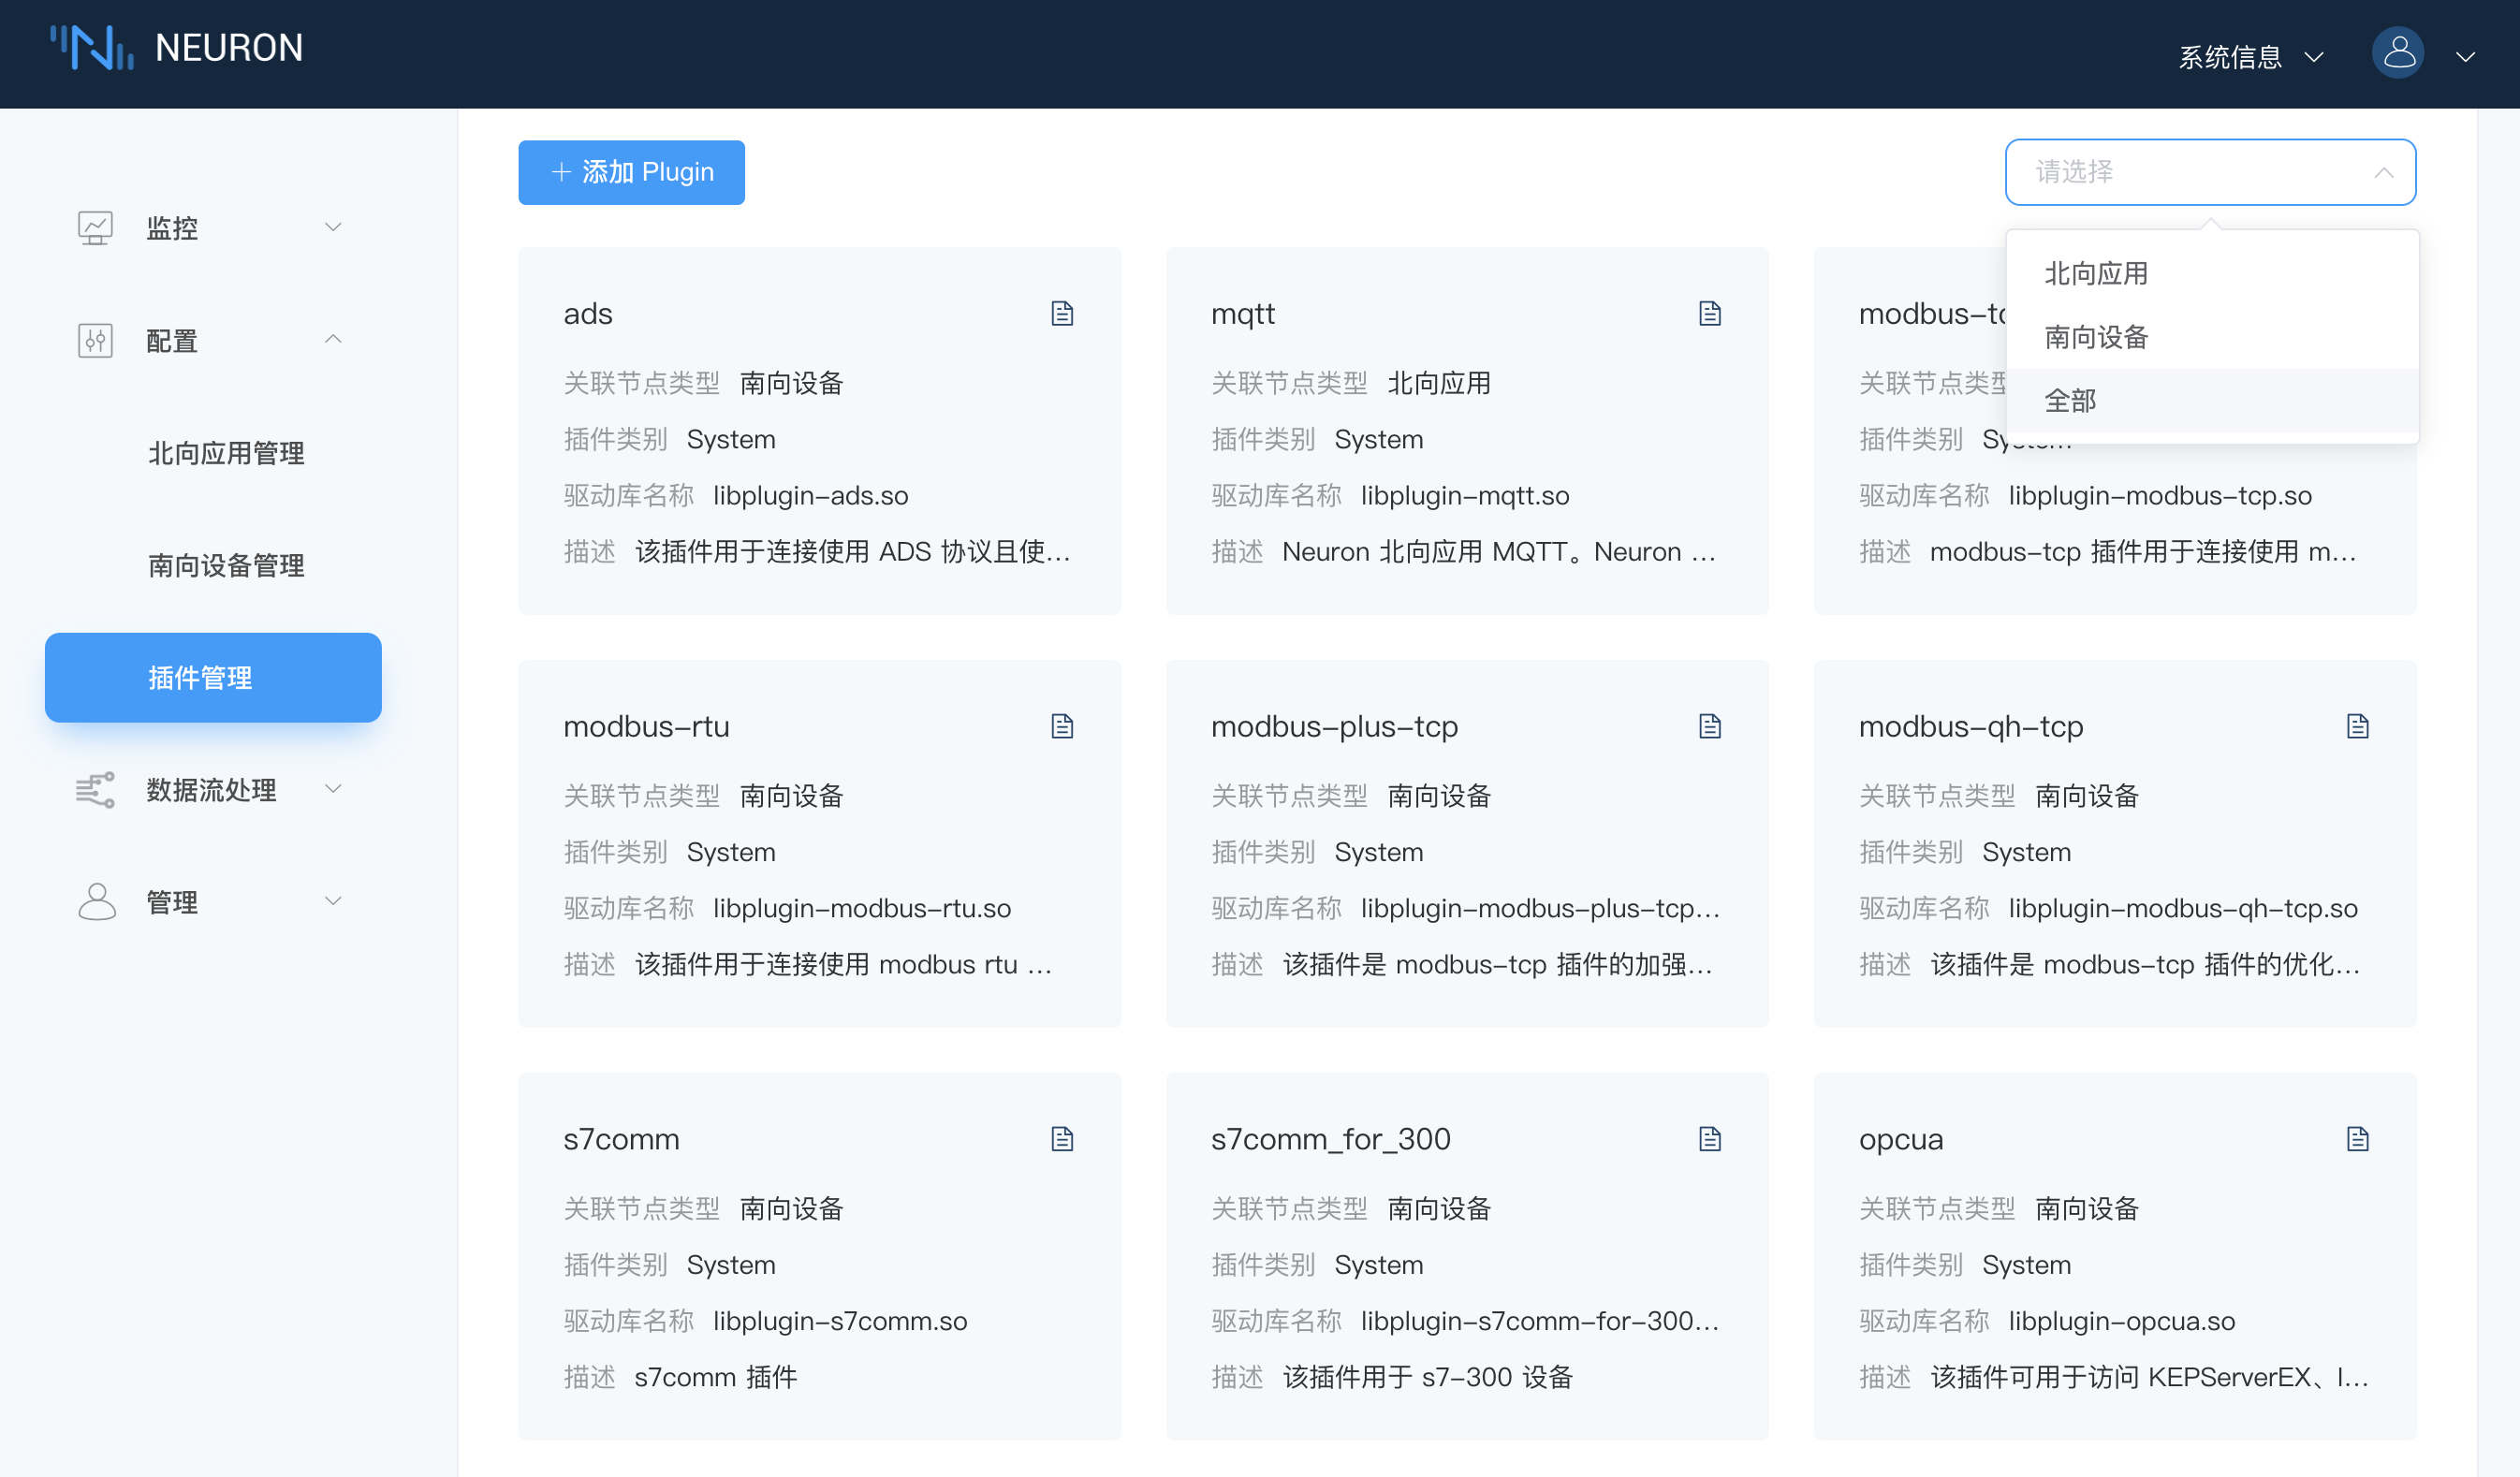 NEURON
系统信息
监控
配置
北向应用管理
南向设备管理
插件管理
数据流处理
管理
添加 Plugin
请选择
北向应用
南向设备
全部
ads
关联节点类型 南向设备
插件类别 System
驱动库名称 libplugin-ads.so
描述 该插件用于连接使用 ADS 协议且使...
mqtt
关联节点类型 北向应用
插件类别 System
驱动库名称 libplugin-mqtt.so
描述 Neuron 北向应用 MQTT。Neuron ...
关联节点类型
插件类别
驱动库名称 libplugin-modbus-tcp.so
描述 modbus-tcp 插件用于连接使用 m...
modbus-rtu
关联节点类型 南向设备
插件类别 System
驱动库名称 libplugin-modbus-rtu.so
描述 该插件用于连接使用 modbus rtu ...
modbus-plus-tcp
关联节点类型 南向设备
插件类别 System
驱动库名称 libplugin-modbus-plus-tcp...
描述 该插件是 modbus-tcp 插件的加强...
modbus-qh-tcp
关联节点类型 南向设备
插件类别 System
驱动库名称 libplugin-modbus-qh-tcp.so
描述 该插件是 modbus-tcp 插件的优化...
s7comm
关联节点类型 南向设备
插件类别 System
驱动库名称 libplugin-s7comm.so
描述 s7comm 插件
s7comm_for_300
关联节点类型 南向设备
插件类别 System
驱动库名称 libplugin-s7comm-for-300...
描述 该插件用于 s7-300 设备
opcua
关联节点类型 南向设备
插件类别 System
驱动库名称 libplugin-opcua.so
描述 该插件可用于访问 KEPServerEX、I...